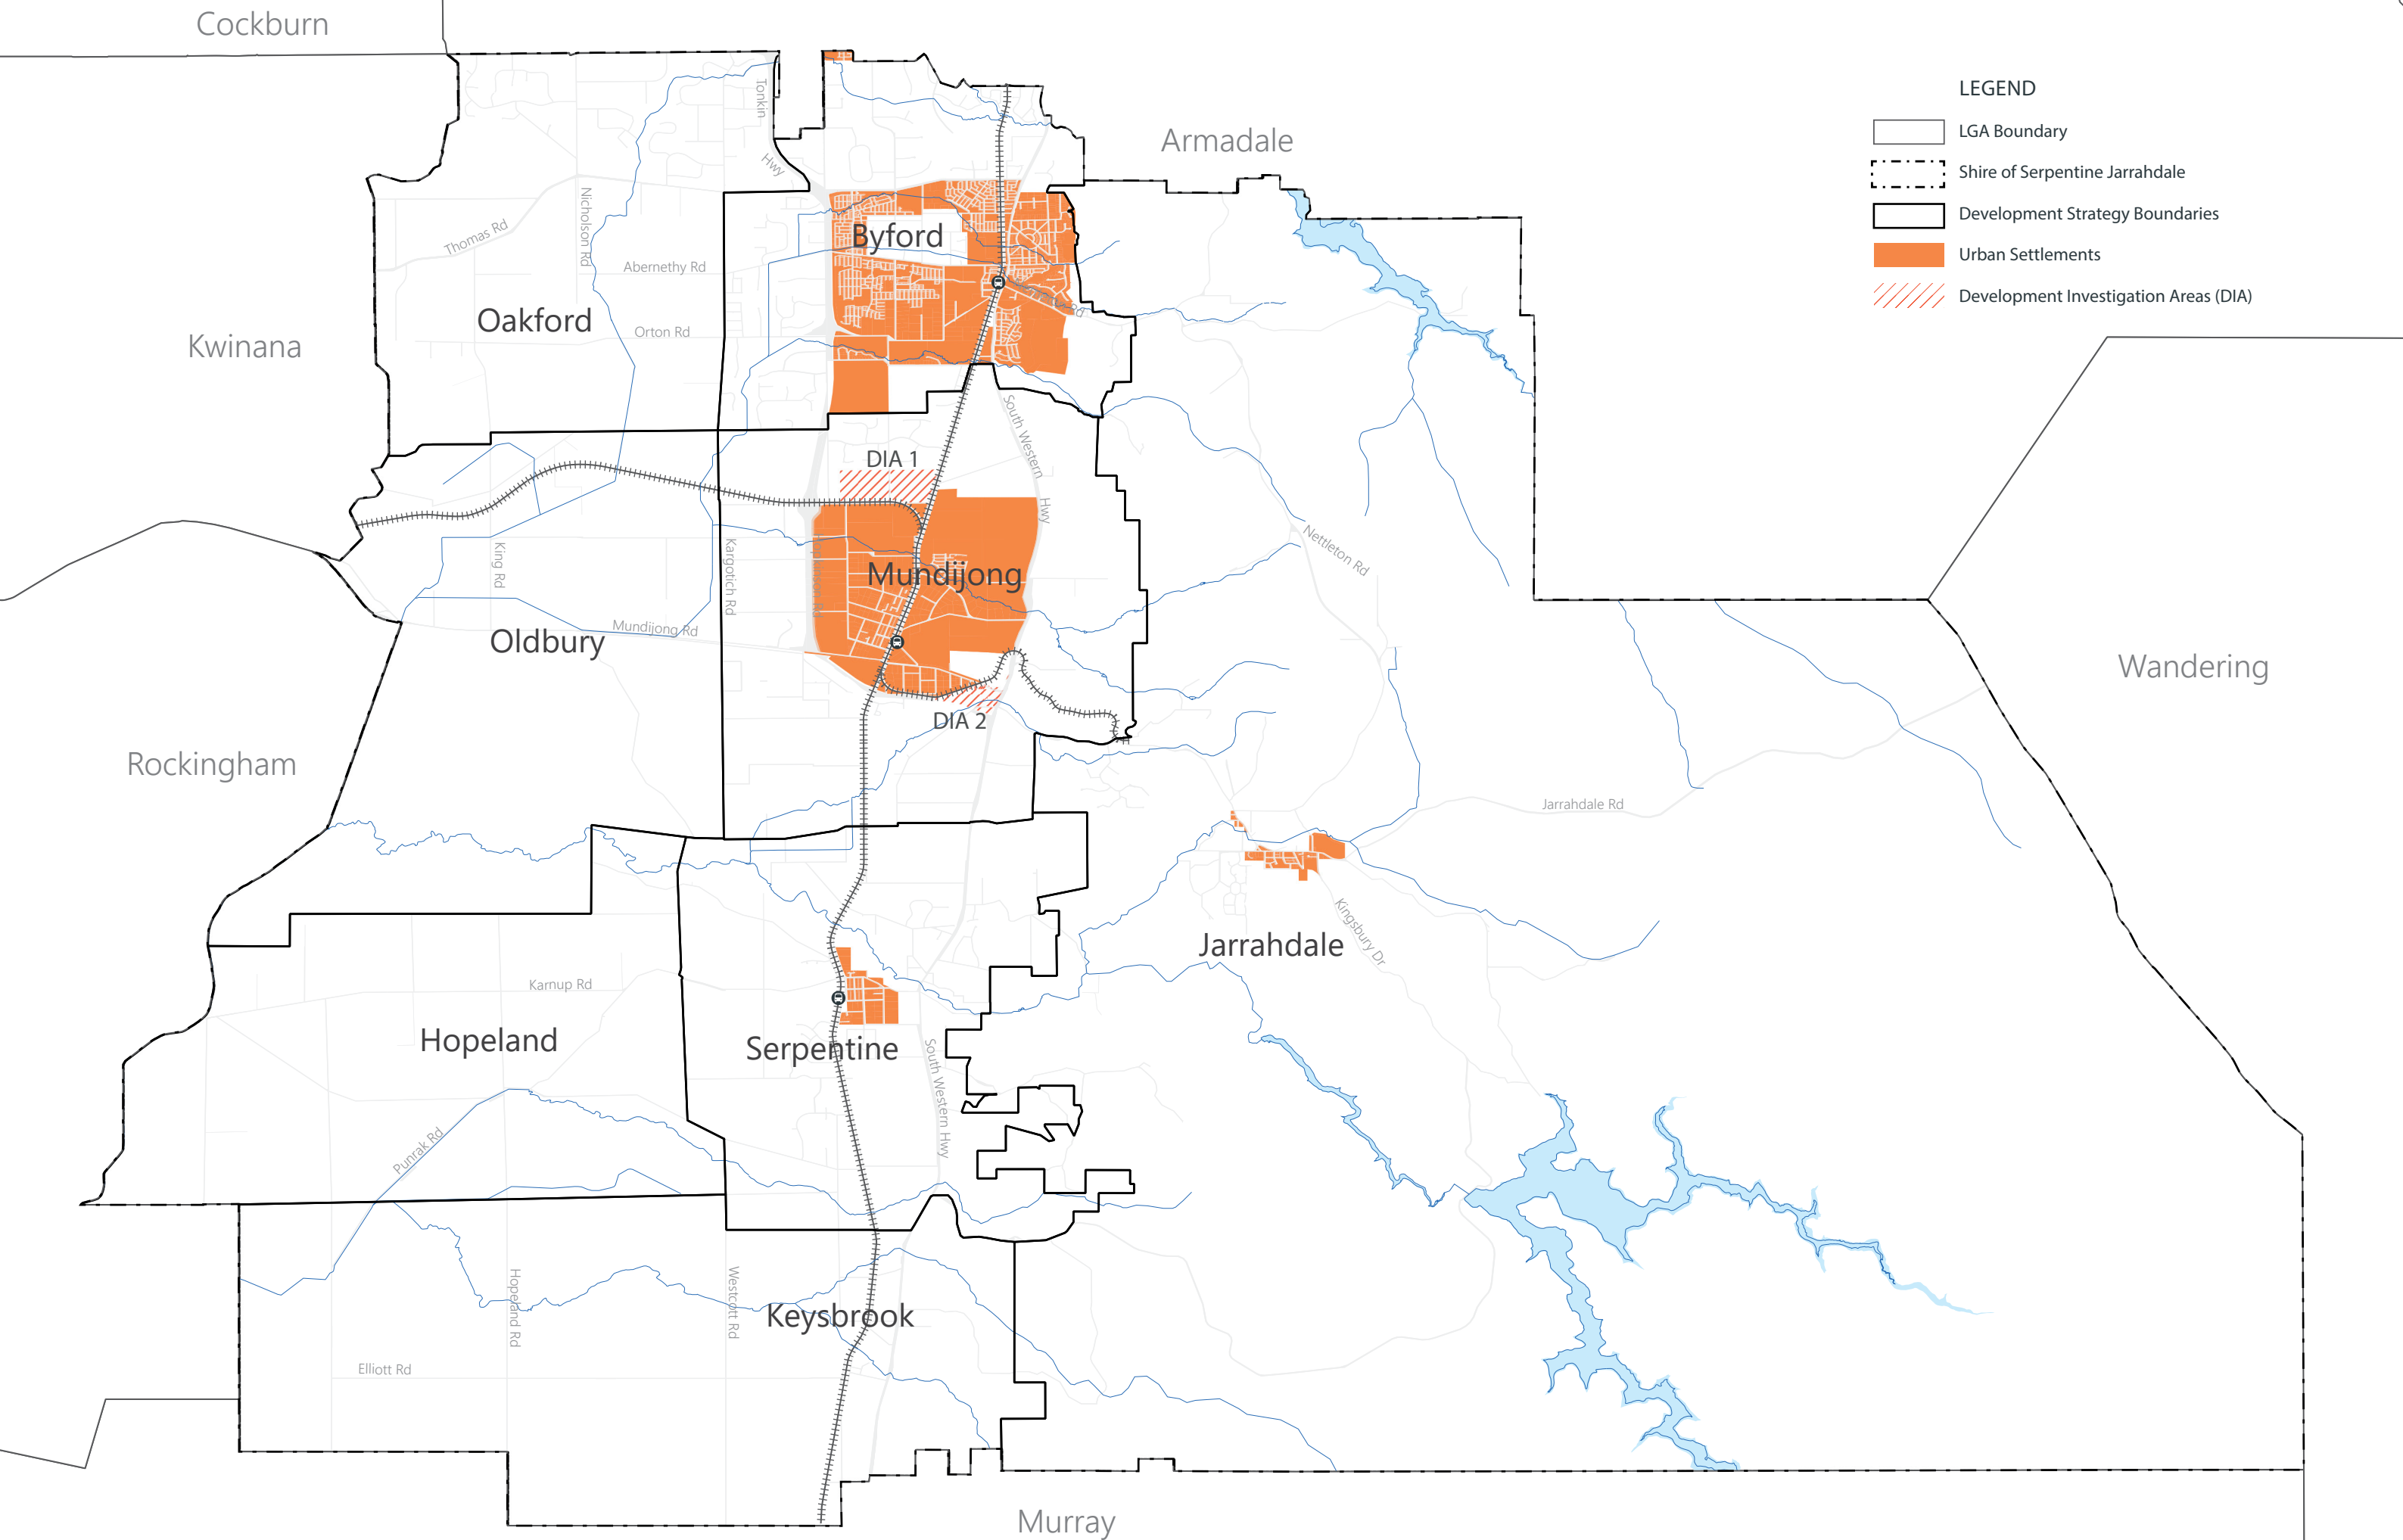 Cockburn
LEGEND
LGA Boundary
Shire of Serpentine Jarrahdale
Development Strategy Boundaries
Urban Settlements
Development Investigation Areas (DIA)
Tonkin
Hwy
Armadale
Nicholson Rd
Thomas Rd
Byford
Abernethy Rd
Oakford
Orton Rd
Kwinana
South Western
Hwy
DIA 1
King Rd
Kargotich Rd
Hopkinson Rd
Nettleton Rd
Mundijong
Mundijong Rd
Oldbury
Wandering
DIA 2
Rockingham
Jarrahdale Rd
Kingsbury Dr
Jarrahdale
Karnup Rd
Hopeland
Serpentine
South Western Hwy
Punrak Rd
Hopeland Rd
Westcott Rd
Keysbrook
Elliott Rd
Murray